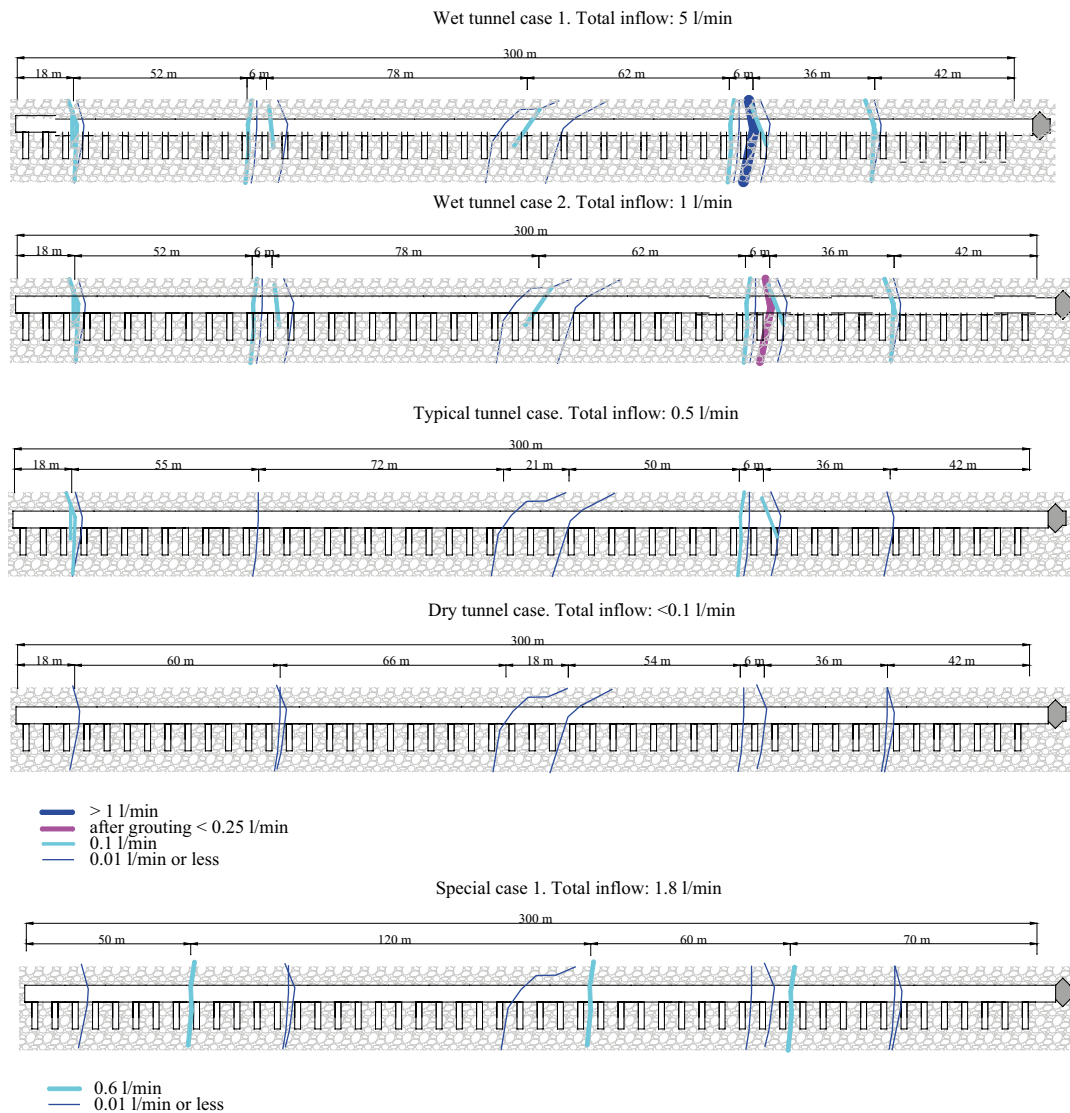 Wet tunnel case 1. Total inflow: 5 l/min
300 m
18 m 52 m 6 m 78 m 62 m 6 m 36 m 42 m
Wet tunnel case 2. Total inflow: 1 l/min
300 m
18 m 52 m 6 m 78 m 62 m 6 m 36 m 42 m
Typical tunnel case. Total inflow: 0.5 l/min
300 m
18 m 55 m 72 m 21 m 50 m 6 m 36 m 42 m
Dry tunnel case. Total inflow: <0.1 l/min
300 m
18 m 60 m 66 m 18 m 54 m 6 m 36 m 42 m
> 1 l/min
after grouting < 0.25 l/min
0.1 l/min
0.01 l/min or less
Special case 1. Total inflow: 1.8 l/min
300 m
50 m 120 m 60 m 70 m
0.6 l/min
0.01 l/min or less